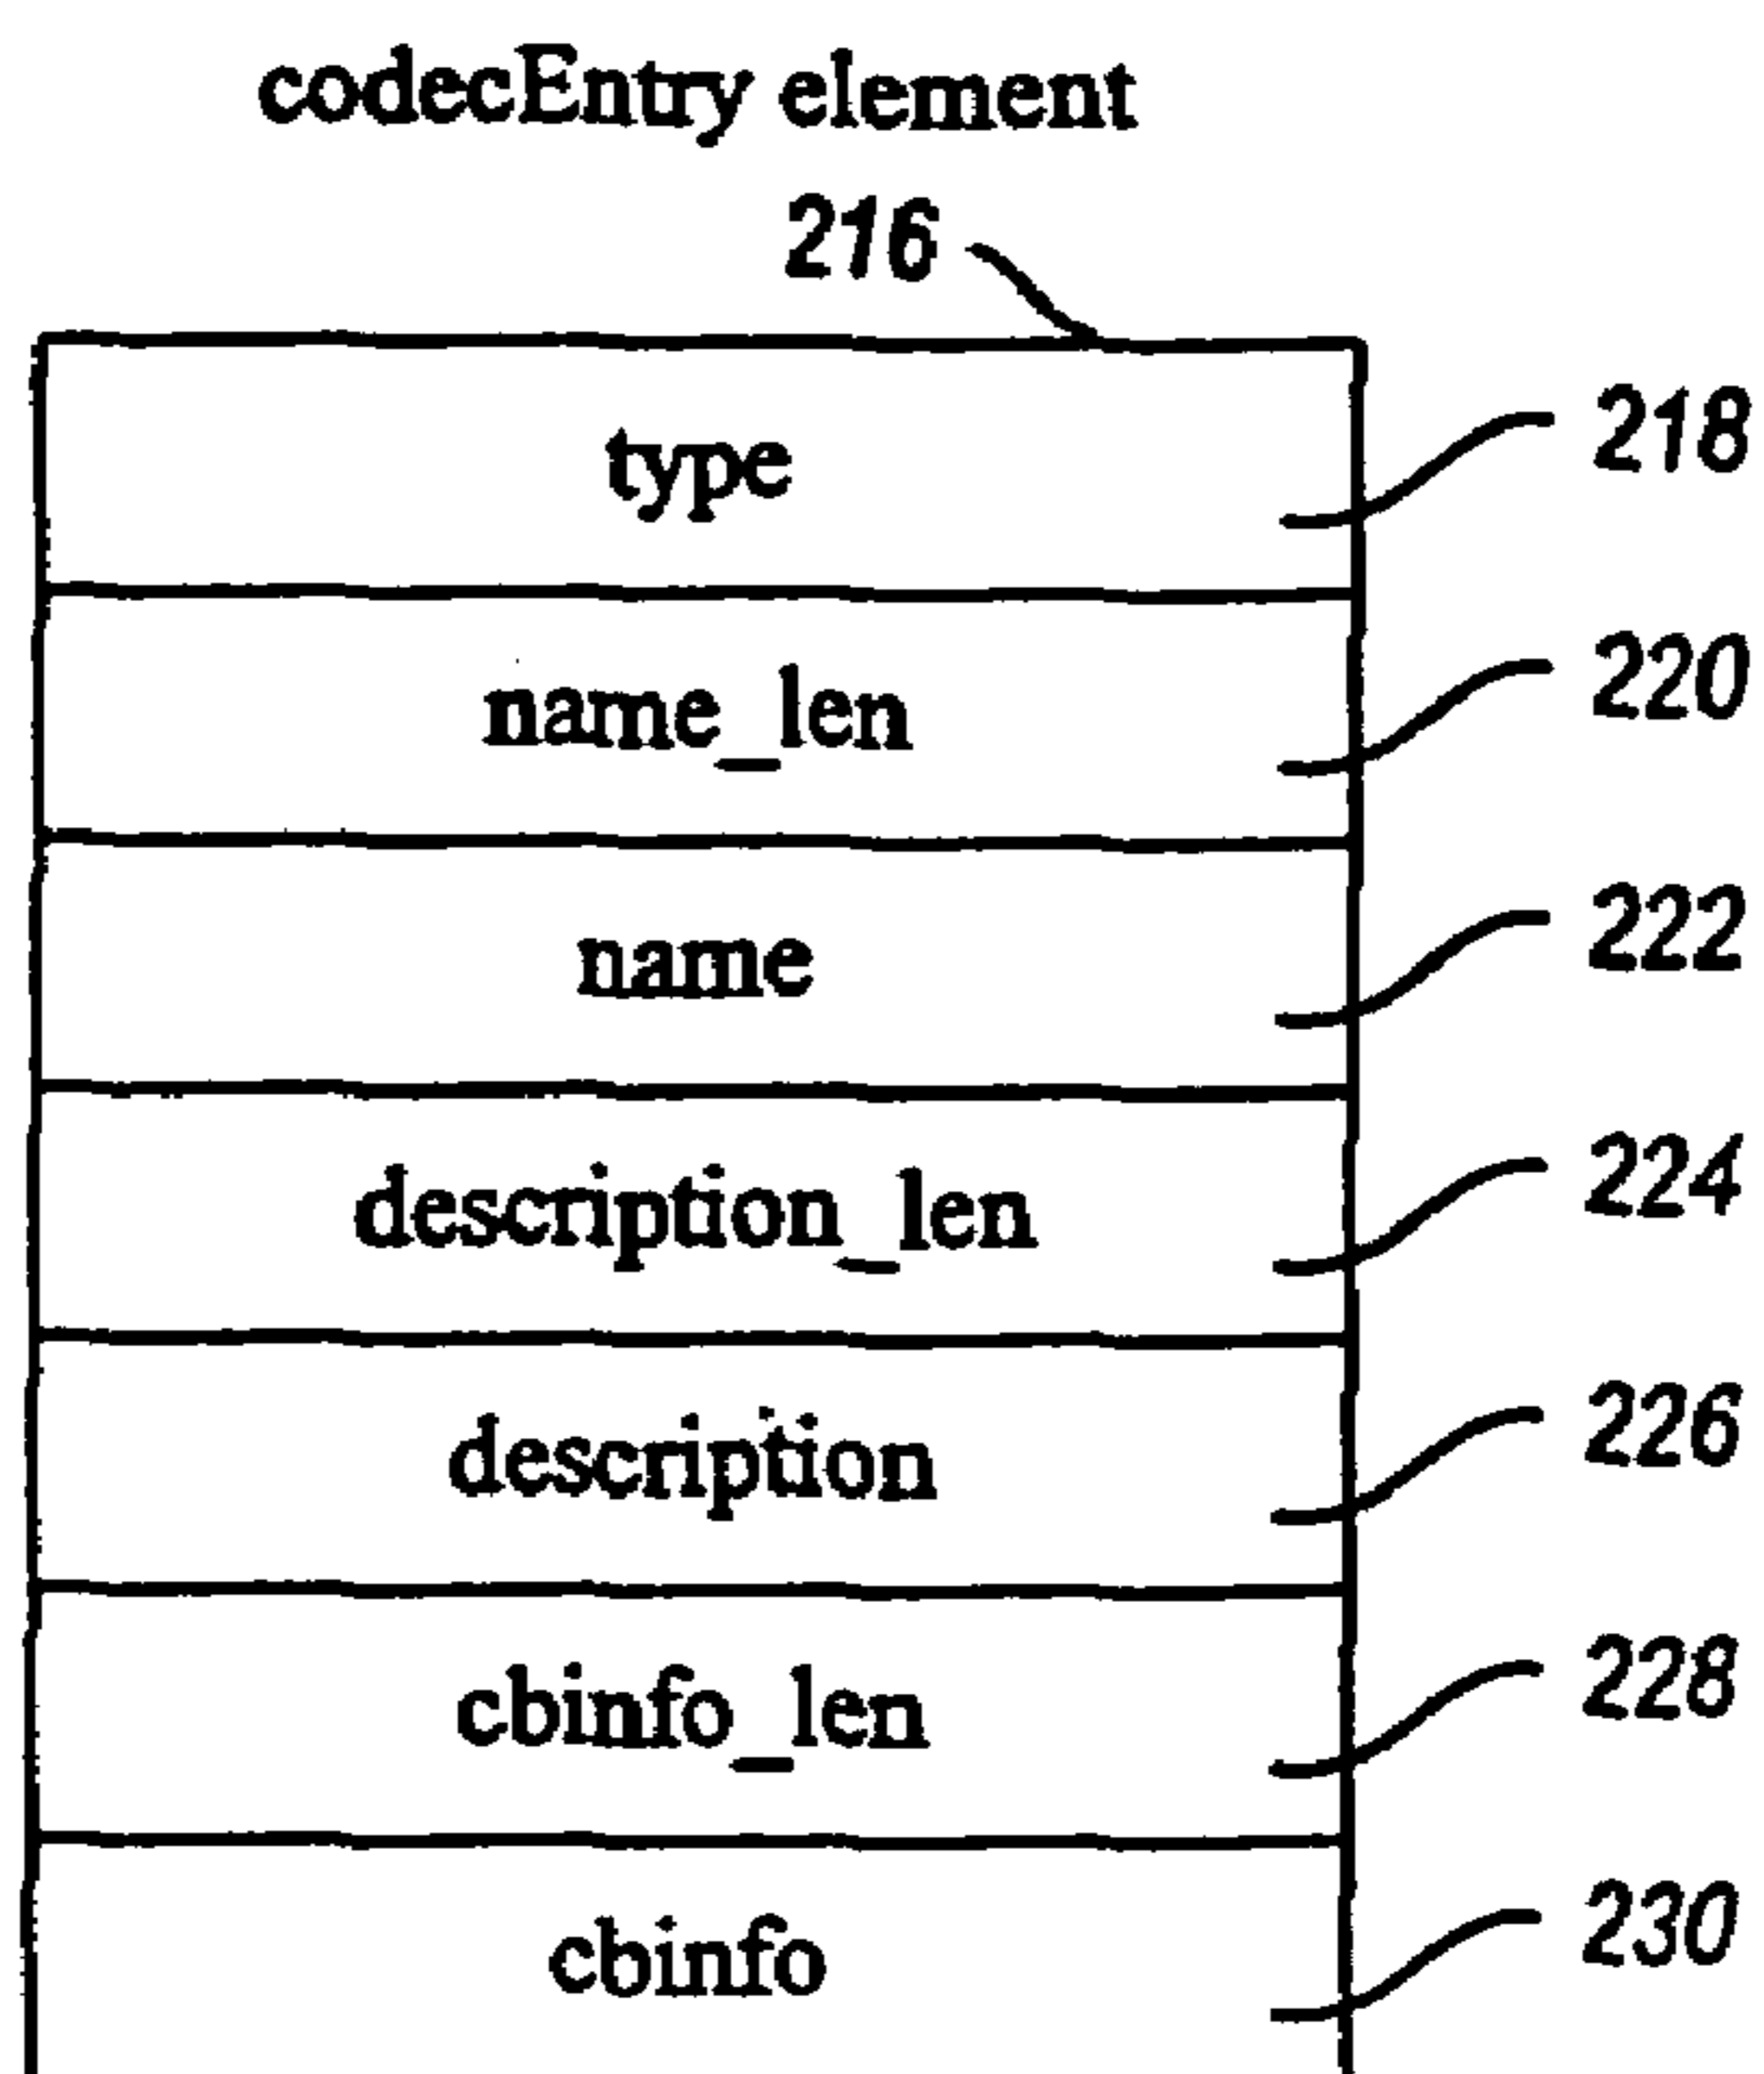 codecEntry element
216
type
218
name_len
220
name
222
description_len
224
description
226
cbinfo_len
228
cbinfo
230